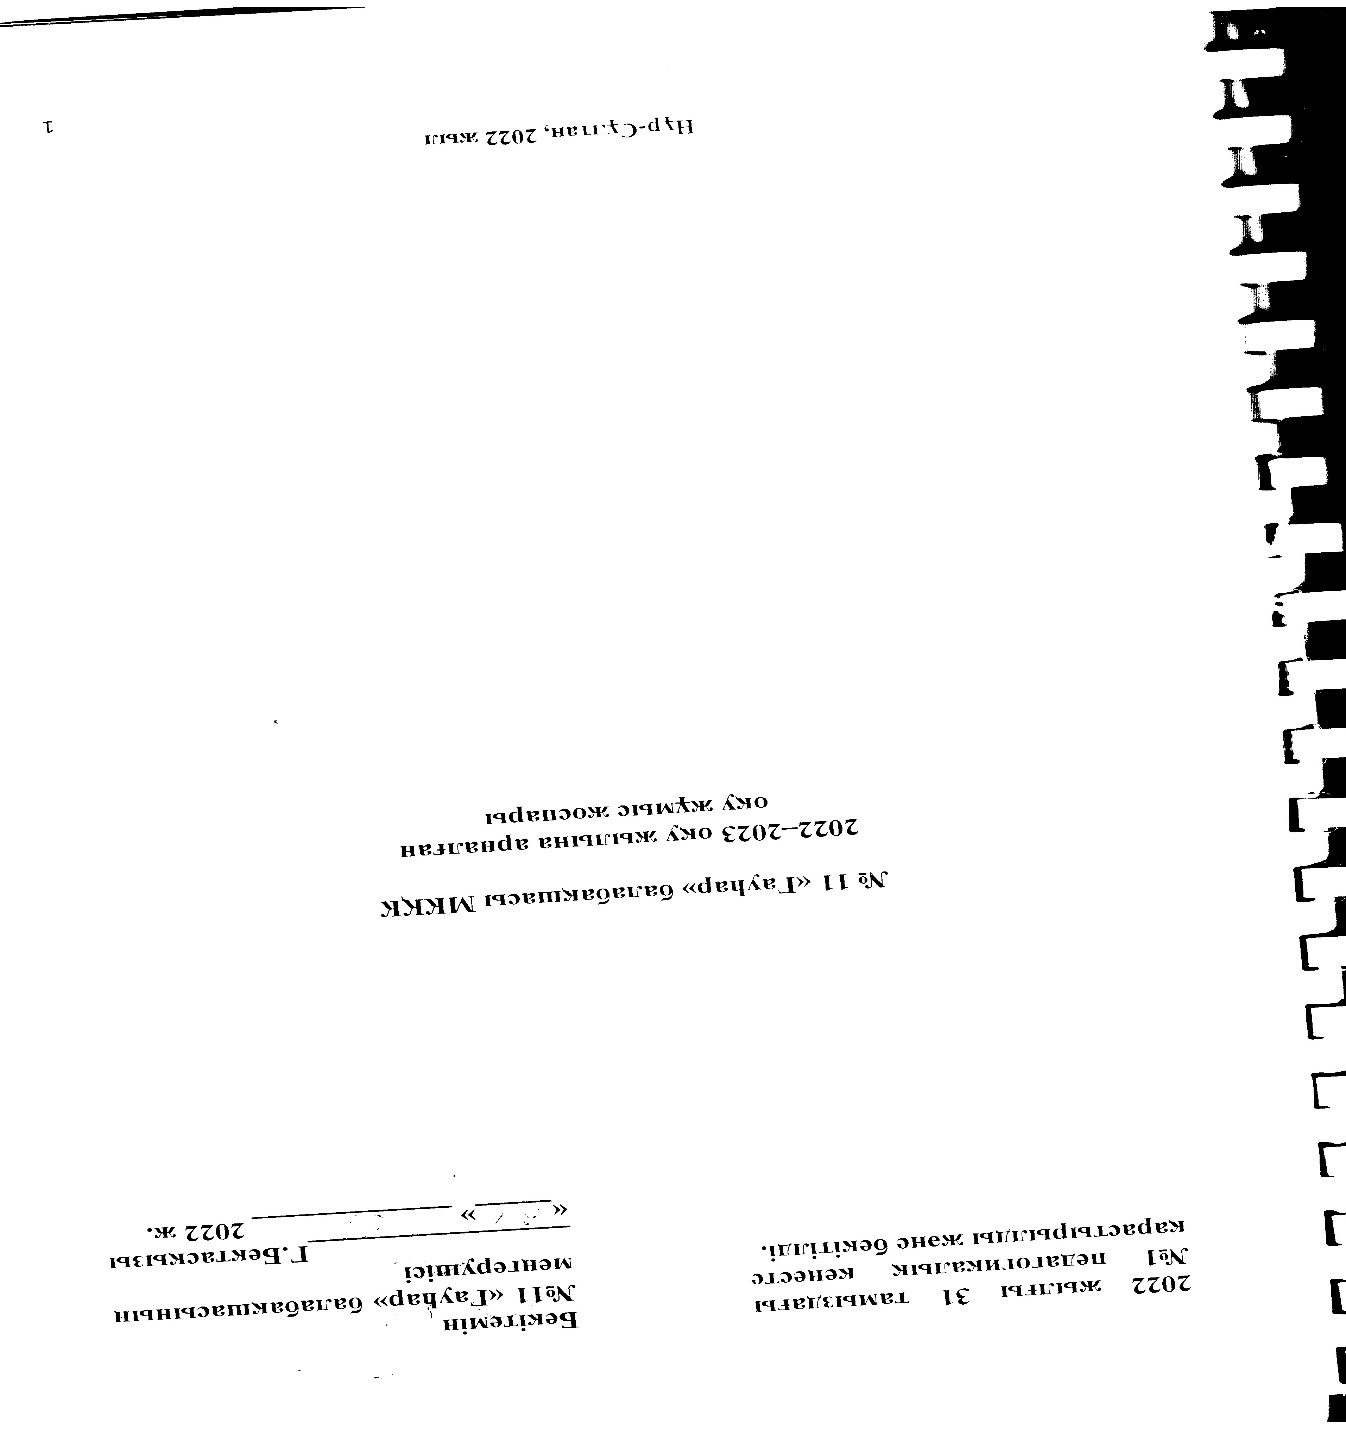 2022 жылғы 31 тамыздағы
№1 педагогикалық кеңесте
қарастырылды және бекітілді.
Бекітемін
№11 «Гауһар» балабақшасының
меңгерушісі
Г.Бектасқызы
« » 2022 ж.
№ 11 «Гауһар» балабақшасы МКҚК
2022–2023 оқу жылына арналған
оқу жұмыс жоспары
Нұр-Сұлтан, 2022 жыл
1